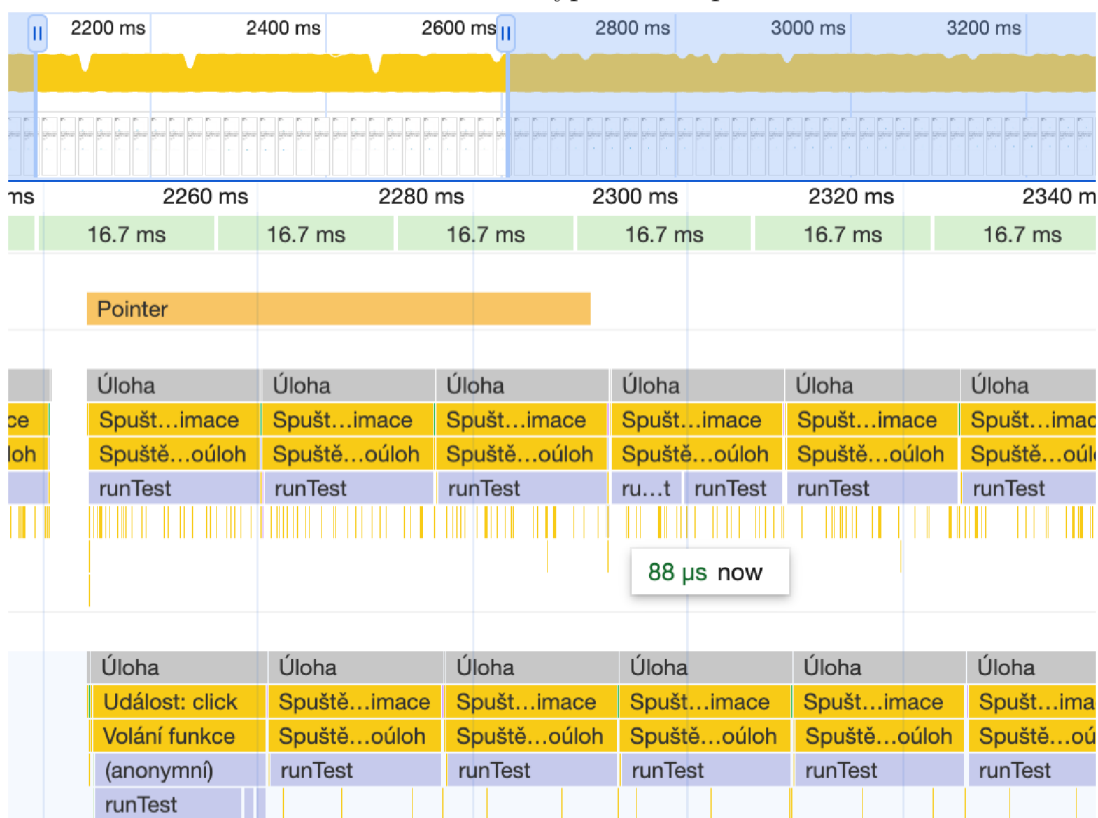 2200 ms 2400 ms 2600 ms 2800 ms 3000 ms 3200 ms
ms 2260 ms 2280 ms 2300 ms 2320 ms 2340 m
16.7 ms 16.7 ms 16.7 ms 16.7 ms 16.7 ms 16.7 ms
Pointer
Úloha Úloha Úloha Úloha Úloha Úloha
ce Spušt…imace Spušt…imace Spušt…imace Spušt…imace Spušt…imace Spušt…imac
loh Spuště…oúloh Spuště…oúloh Spuště…oúloh Spuště…oúloh Spuště…oúloh Spuště…oúl
runTest runTest runTest ru…t runTest runTest runTest
88 µs now
Úloha Úloha Úloha Úloha Úloha Úloha
Událost: click Spuště…imace Spušt…imace Spušt…imace Spušt…imace Spušt…ima
Volání funkce Spuště…oúloh Spuště…oúloh Spuště…oúloh Spuště…oúloh Spuště…oú
(anonymní) runTest runTest runTest runTest runTest
runTest